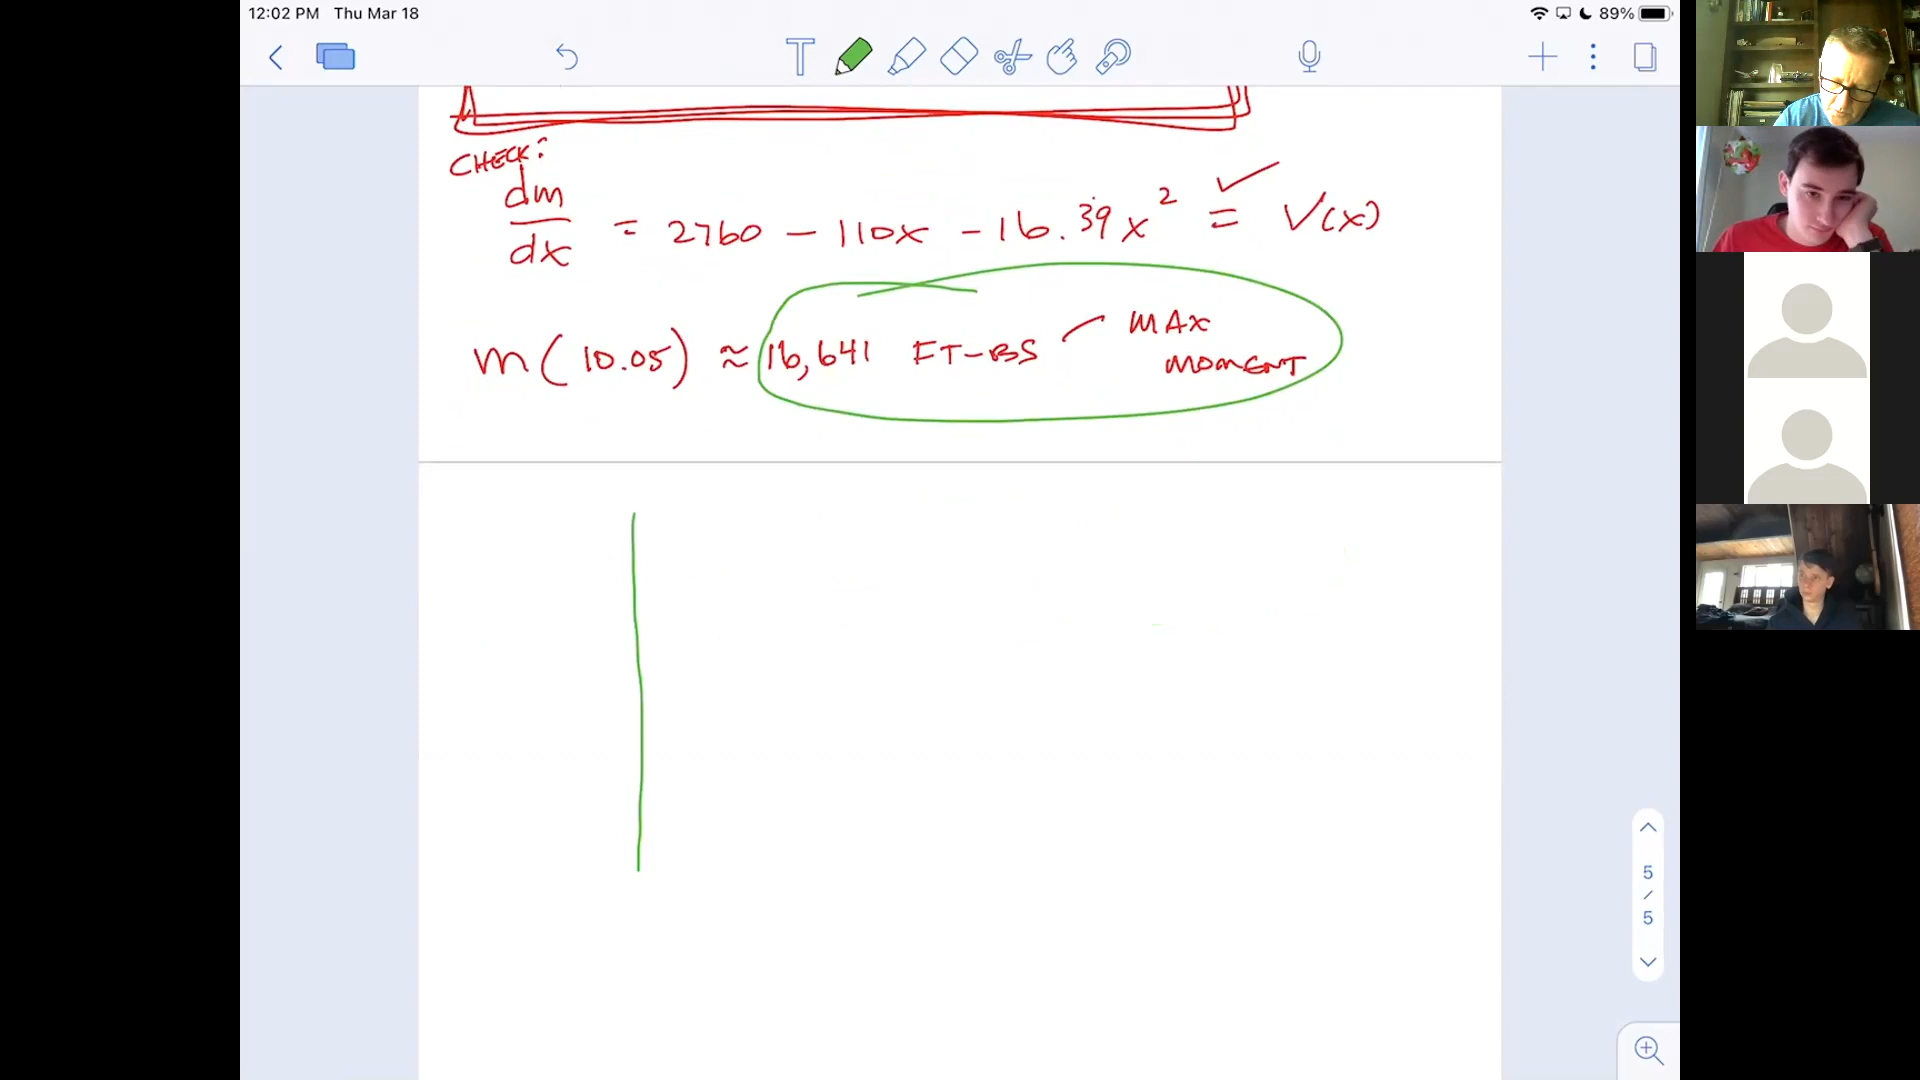 12:02 PM Thu Mar 18
89%
T
CHECK:
dm
dx
= 2760 - 110x - 16.39x² = V(x)
m(10.05) ≈ 16,641 FT-LBS
MAX
MOMENT
5
/
5